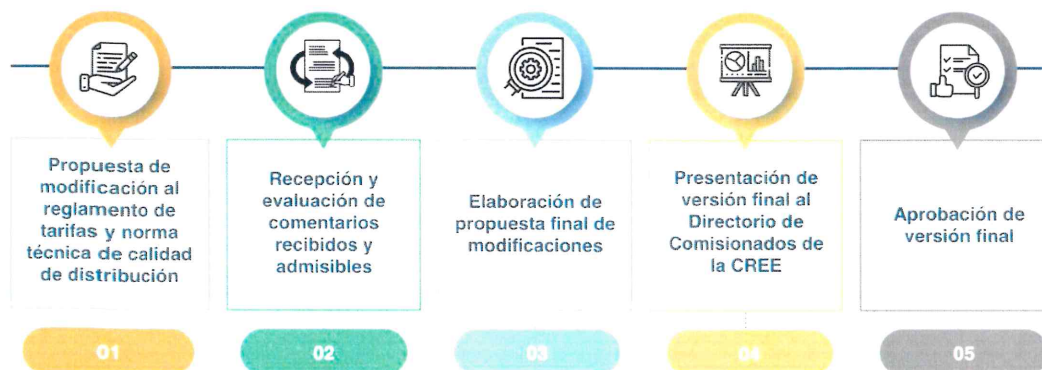 Propuesta de
modificación al
reglamento de
tarifas y norma
técnica de calidad
de distribución
01
Recepción y
evaluación de
comentarios
recibidos y
admisibles
02
Elaboración de
propuesta final de
modificaciones
03
Presentación de
versión final al
Directorio de
Comisionados de
la CREE
04
Aprobación de
versión final
05